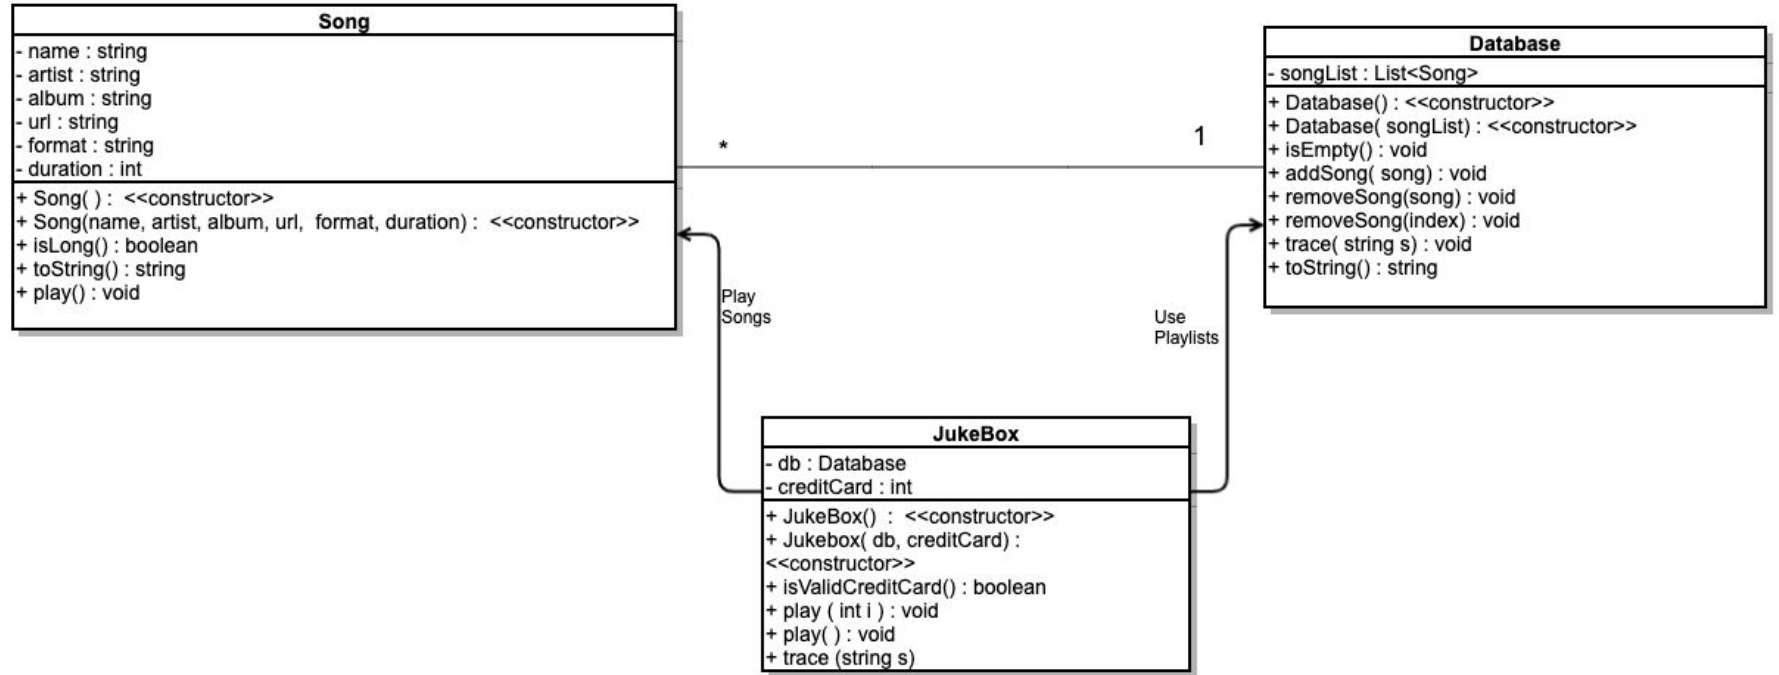 Song
- name : string
- artist : string
- album : string
- url : string
- format : string
- duration : int
+ Song( ) :  <<constructor>>
+ Song(name, artist, album, url,  format, duration) :  <<constructor>>
+ isLong() : boolean
+ toString() : string
+ play() : void
*
1
Database
- songList : List<Song>
+ Database() : <<constructor>>
+ Database( songList) : <<constructor>>
+ isEmpty() : void
+ addSong( song) : void
+ removeSong(song) : void
+ removeSong(index) : void
+ trace( string s) : void
+ toString() : string
Play
Songs
Use
Playlists
JukeBox
- db : Database
- creditCard : int
+ JukeBox()  :  <<constructor>>
+ Jukebox( db, creditCard) :
<<constructor>>
+ isValidCreditCard() : boolean
+ play ( int i ) : void
+ play( ) : void
+ trace (string s)